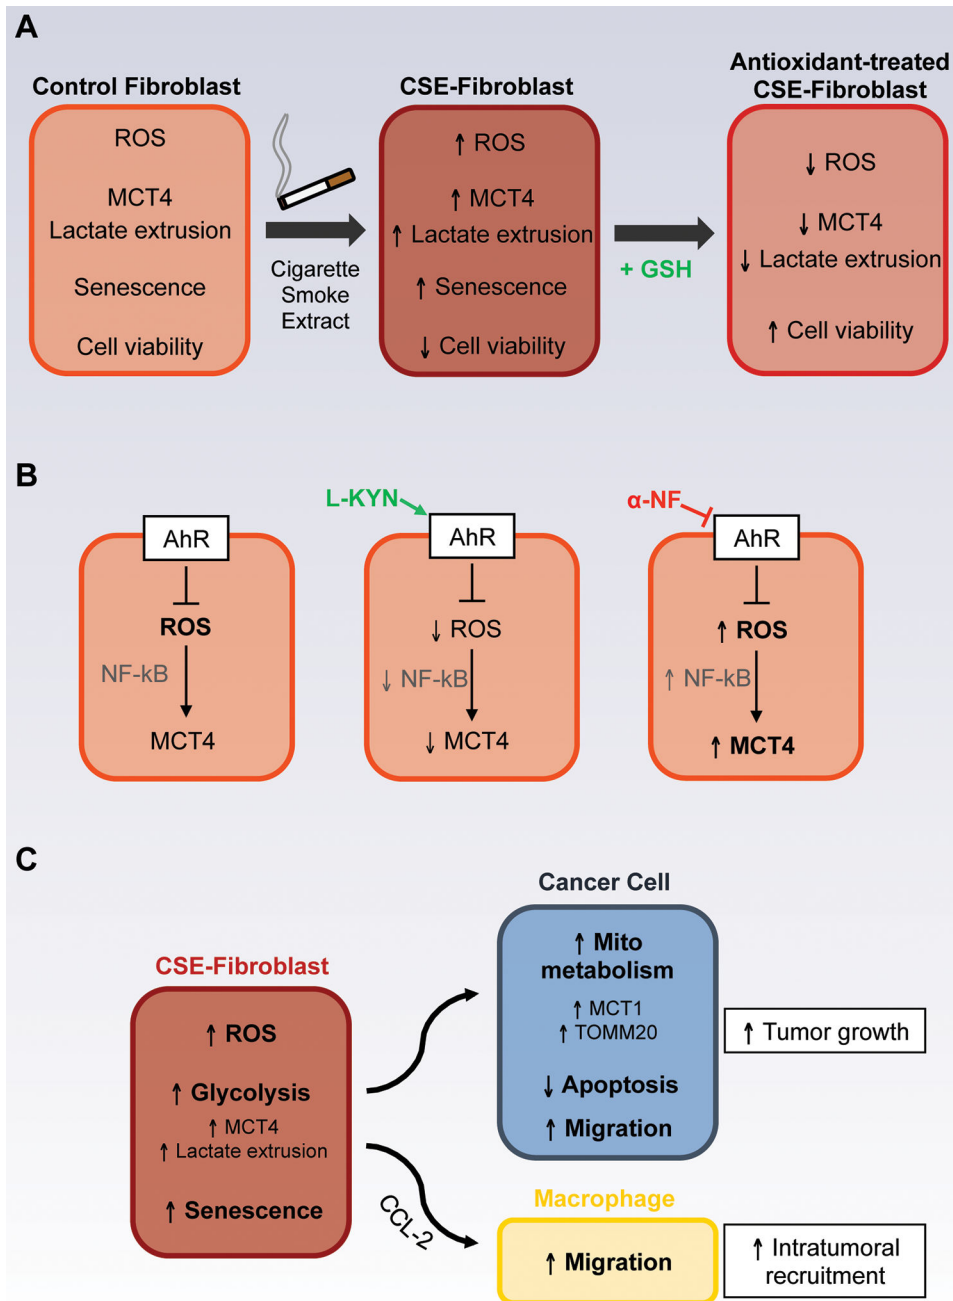 A
Control Fibroblast
ROS
MCT4
Lactate extrusion
Senescence
Cell viability
Cigarette
Smoke
Extract
CSE-Fibroblast
↑ ROS
↑ MCT4
↑ Lactate extrusion
↑ Senescence
↓ Cell viability
+ GSH
Antioxidant-treated
CSE-Fibroblast
↓ ROS
↓ MCT4
↓ Lactate extrusion
↑ Cell viability
B
AhR
ROS
NF-kB
MCT4
L-KYN
AhR
↓ ROS
↓ NF-kB
↓ MCT4
α-NF
AhR
↑ ROS
↑ NF-kB
↑ MCT4
C
CSE-Fibroblast
↑ ROS
↑ Glycolysis
↑ MCT4
↑ Lactate extrusion
↑ Senescence
CCL-2
Cancer Cell
↑ Mito
metabolism
↑ MCT1
↑ TOMM20
↓ Apoptosis
↑ Migration
↑ Tumor growth
Macrophage
↑ Migration
↑ Intratumoral
recruitment